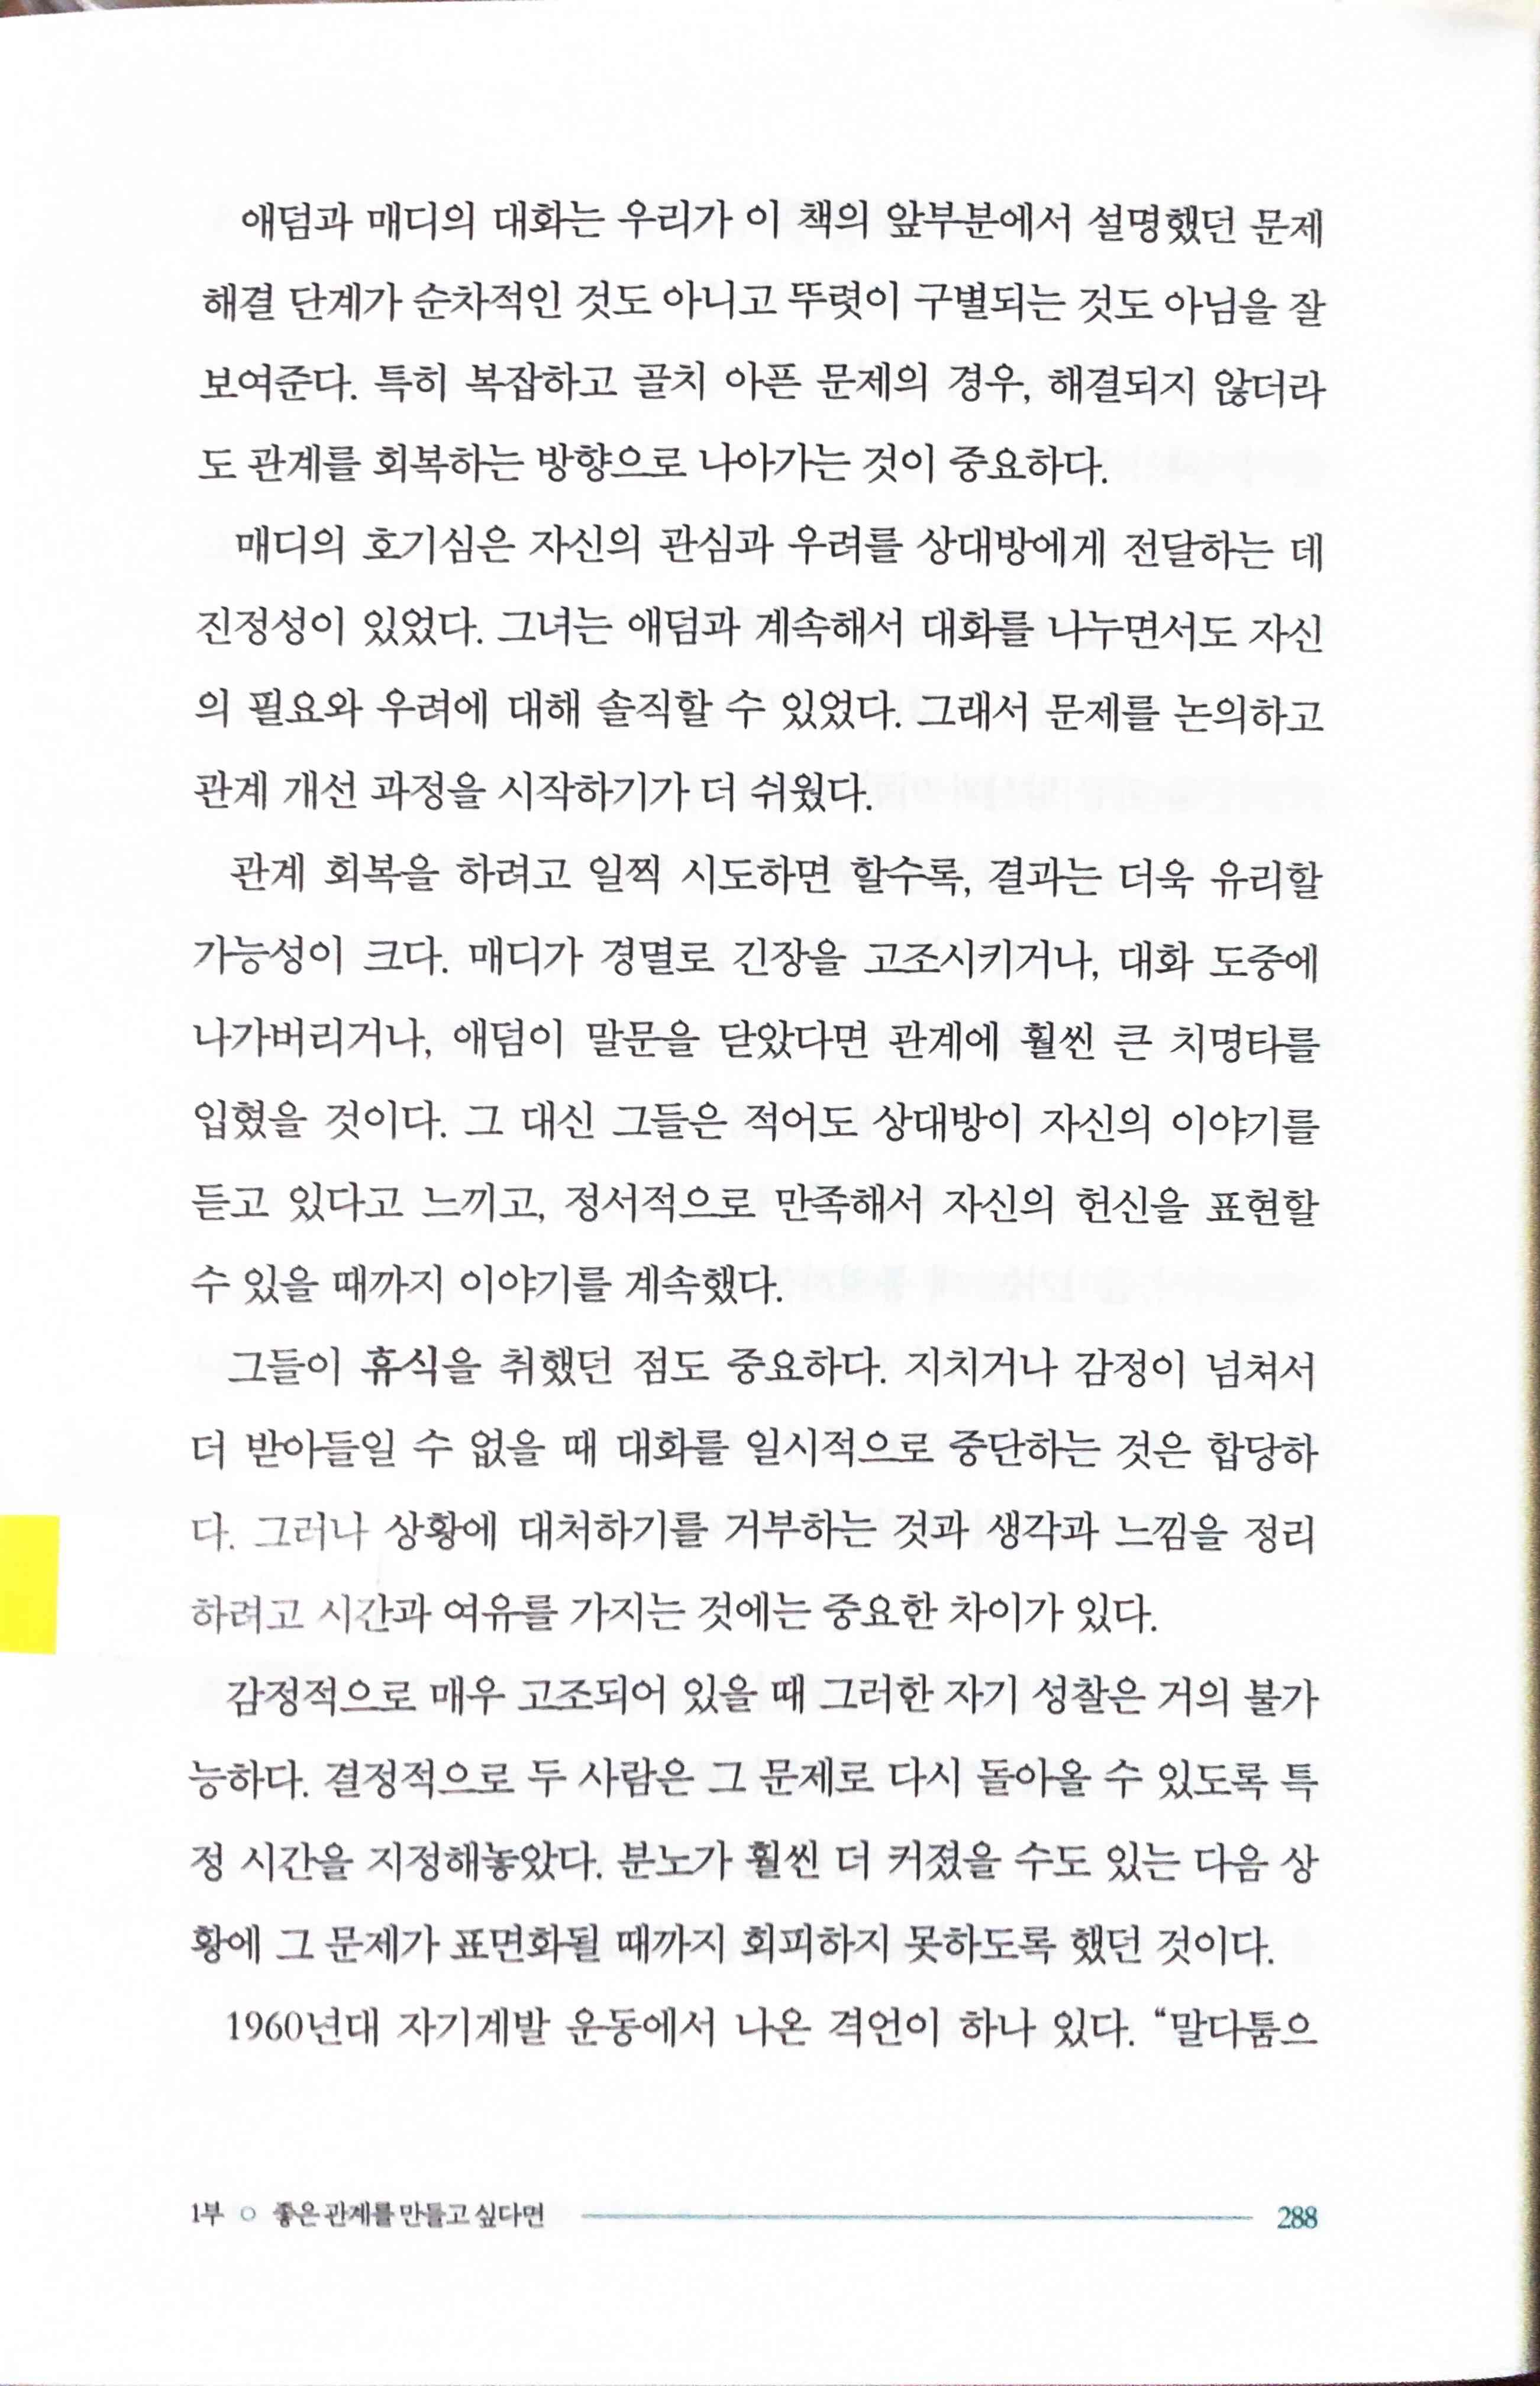 애덤과 매디의 대화는 우리가 이 책의 앞부분에서 설명했던 문제
해결 단계가 순차적인 것도 아니고 뚜렷이 구별되는 것도 아님을 잘
보여준다. 특히 복잡하고 골치 아픈 문제의 경우, 해결되지 않더라
도 관계를 회복하는 방향으로 나아가는 것이 중요하다.
매디의 호기심은 자신의 관심과 우려를 상대방에게 전달하는 데
진정성이 있었다. 그녀는 애덤과 계속해서 대화를 나누면서도 자신
의 필요와 우려에 대해 솔직할 수 있었다. 그래서 문제를 논의하고
관계 개선 과정을 시작하기가 더 쉬웠다.
관계 회복을 하려고 일찍 시도하면 할수록, 결과는 더욱 유리할
가능성이 크다. 매디가 경멸로 긴장을 고조시키거나, 대화 도중에
나가버리거나, 애덤이 말문을 닫았다면 관계에 훨씬 큰 치명타를
입혔을 것이다. 그 대신 그들은 적어도 상대방이 자신의 이야기를
듣고 있다고 느끼고, 정서적으로 만족해서 자신의 헌신을 표현할
수 있을 때까지 이야기를 계속했다.
그들이 휴식을 취했던 점도 중요하다. 지치거나 감정이 넘쳐서
더 받아들일 수 없을 때 대화를 일시적으로 중단하는 것은 합당하
다. 그러나 상황에 대처하기를 거부하는 것과 생각과 느낌을 정리
하려고 시간과 여유를 가지는 것에는 중요한 차이가 있다.
감정적으로 매우 고조되어 있을 때 그러한 자기 성찰은 거의 불가
능하다. 결정적으로 두 사람은 그 문제로 다시 돌아올 수 있도록 특
정 시간을 지정해놓았다. 분노가 훨씬 더 커졌을 수도 있는 다음 상
황에 그 문제가 표면화될 때까지 회피하지 못하도록 했던 것이다.
1960년대 자기계발 운동에서 나온 격언이 하나 있다. “말다툼으
1부 ○ 좋은 관계를 만들고 싶다면 288